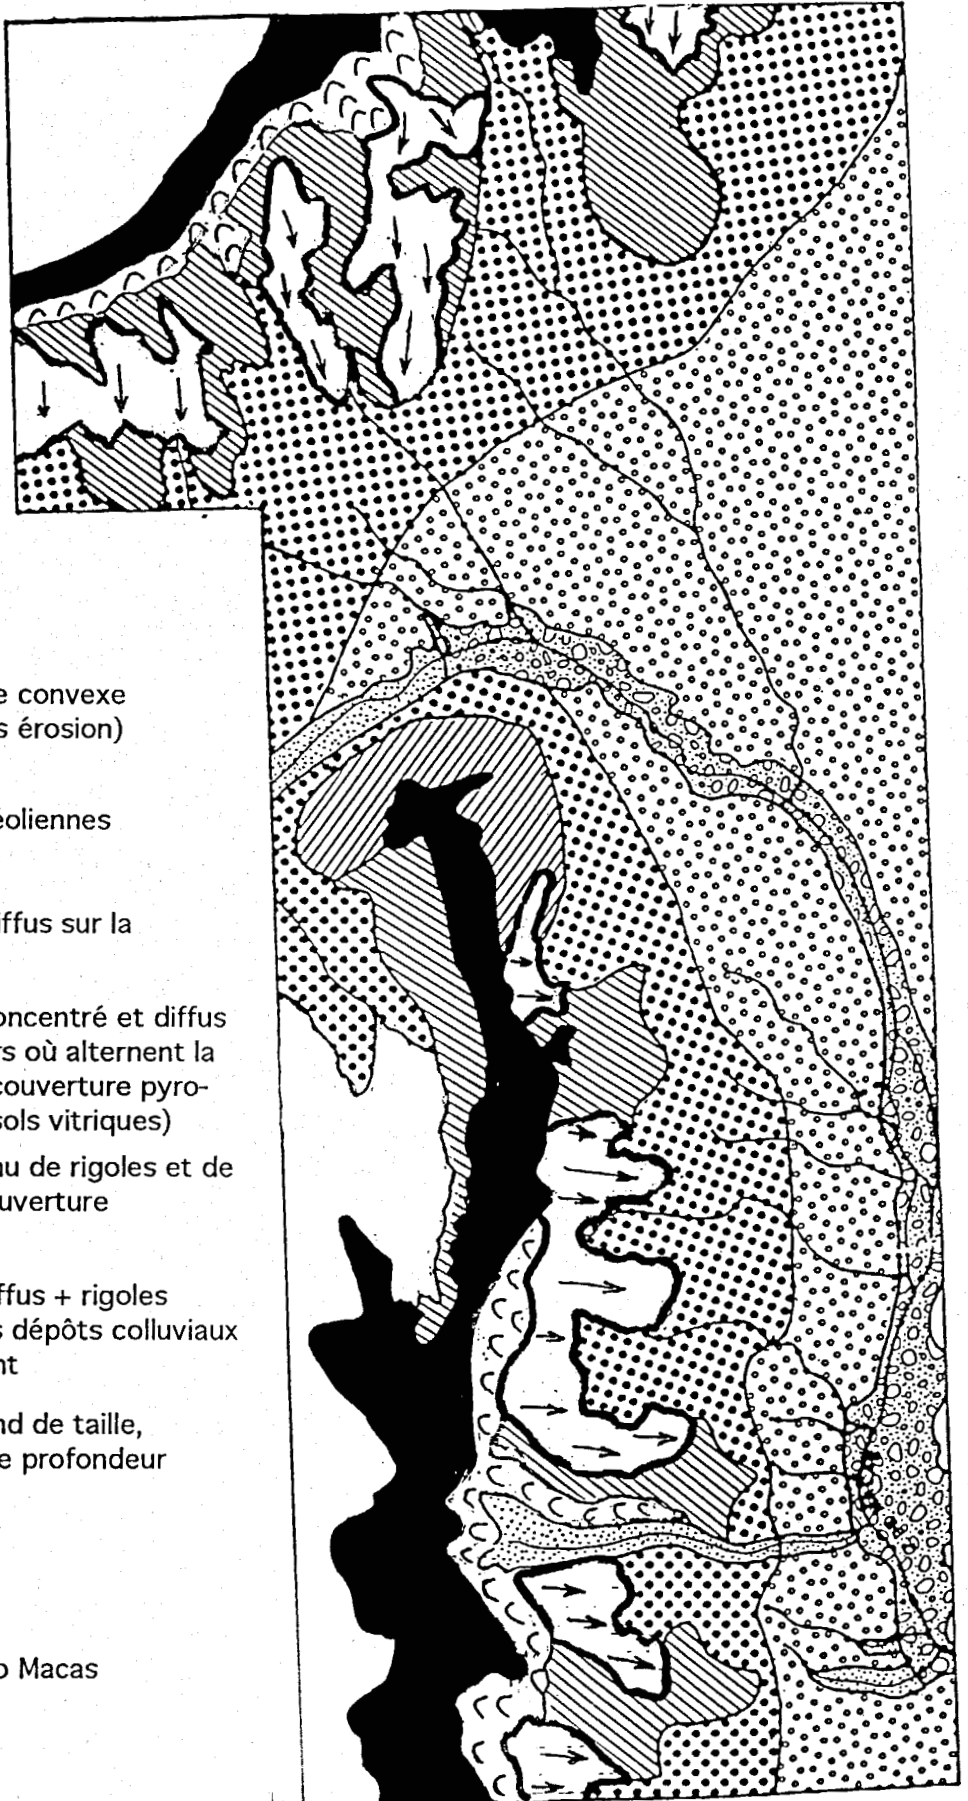 e convexe
s érosion)
éoliennes
iffus sur la
oncentré et diffus
rs où alternent la
couverture pyro-
sols vitriques)
au de rigoles et de
uverture
ffus + rigoles
s dépôts colluviaux
nt
nd de taille,
e profondeur
o Macas